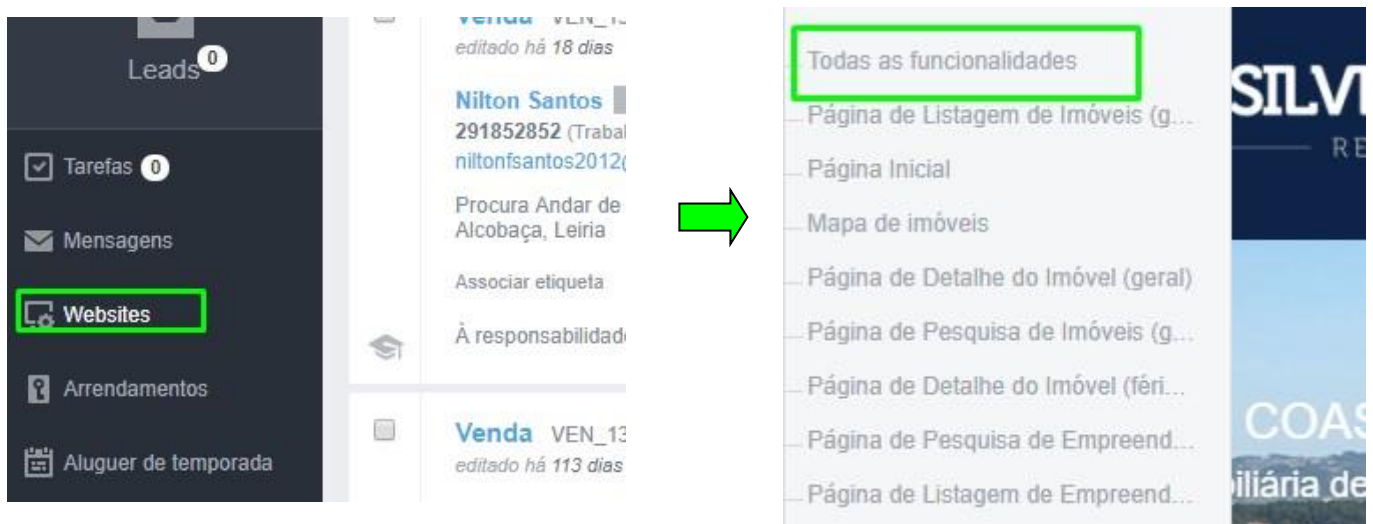 Leads 0
Tarefas 0
Mensagens
Websites
Arrendamentos
Aluguer de temporada
Venda VEN_13
editado há 18 dias
Nilton Santos
291852852 (Trabal
niltonfsantos2012(
Procura Andar de
Alcobaça, Leiria
Associar etiqueta
À responsabilidad
Venda VEN_13
editado há 113 dias
Todas as funcionalidades
Página de Listagem de Imóveis (g...
Página Inicial
Mapa de imóveis
Página de Detalhe do Imóvel (geral)
Página de Pesquisa de Imóveis (g...
Página de Detalhe do Imóvel (féri...
Página de Pesquisa de Empreend...
Página de Listagem de Empreend...
SILV
RE
COAS
iliária de